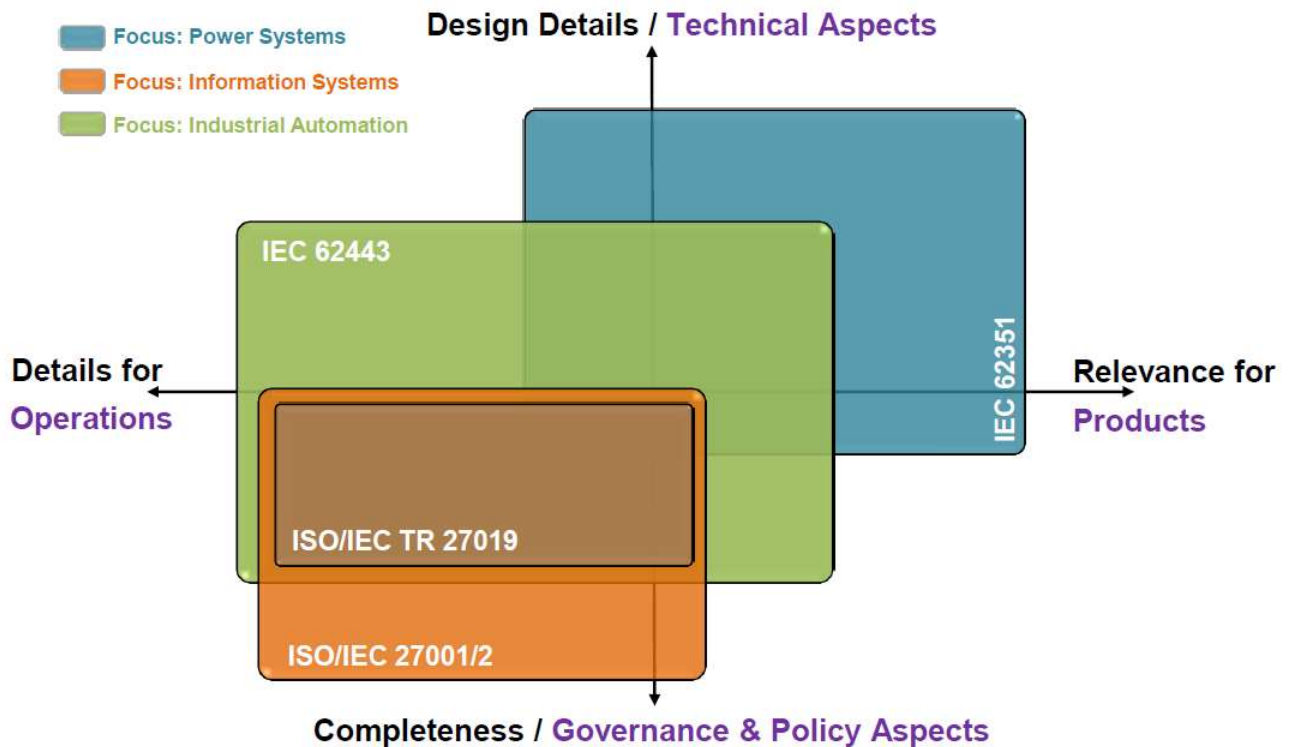 Design Details / Technical Aspects
Focus: Power Systems
Focus: Information Systems
Focus: Industrial Automation
IEC 62443
IEC 62351
Details for
Operations
Relevance for
Products
ISO/IEC TR 27019
ISO/IEC 27001/2
Completeness / Governance & Policy Aspects